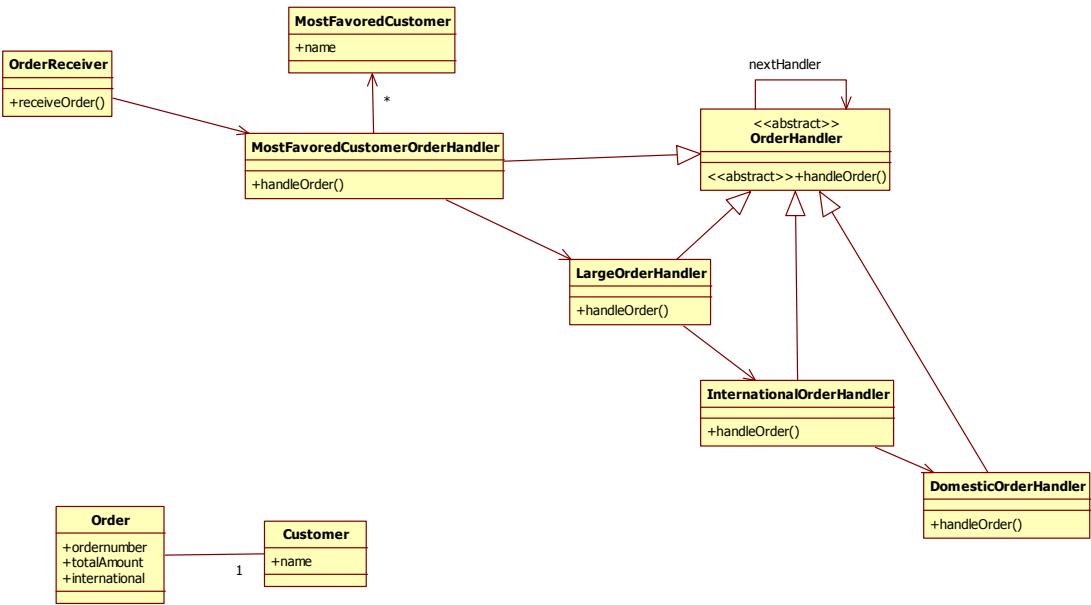 MostFavoredCustomer
+name
OrderReceiver
+receiveOrder()
nextHandler
*
<<abstract>>
OrderHandler
<<abstract>>+handleOrder()
MostFavoredCustomerOrderHandler
+handleOrder()
LargeOrderHandler
+handleOrder()
InternationalOrderHandler
+handleOrder()
DomesticOrderHandler
+handleOrder()
Order
+ordernumber
+totalAmount
+international
1
Customer
+name